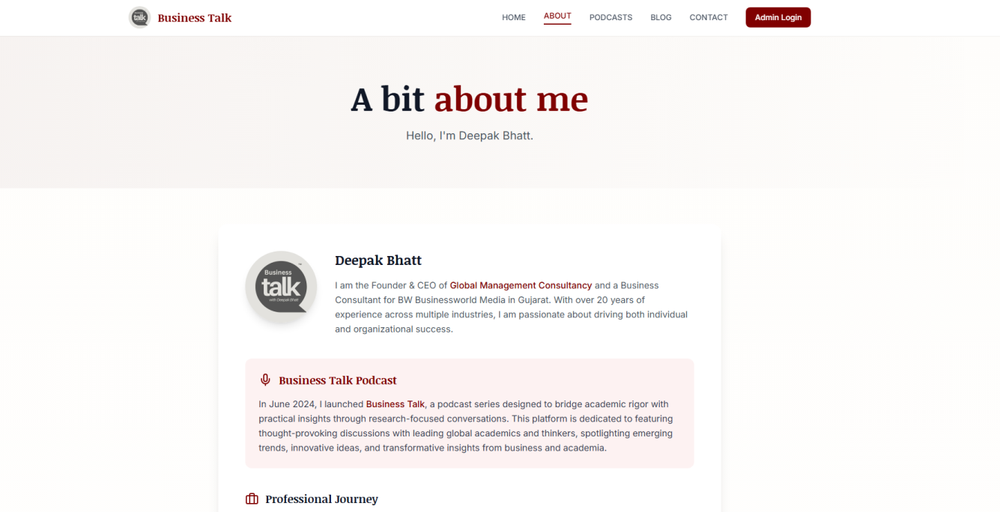 Business
talk
Business Talk
HOME
ABOUT
PODCASTS
BLOG
CONTACT
Admin Login
A bit about me
Hello, I'm Deepak Bhatt.
Business
talk
with Deepak Bhatt
Deepak Bhatt
I am the Founder & CEO of Global Management Consultancy and a Business
Consultant for BW Businessworld Media in Gujarat. With over 20 years of
experience across multiple industries, I am passionate about driving both individual
and organizational success.
Business Talk Podcast
In June 2024, I launched Business Talk, a podcast series designed to bridge academic rigor with
practical insights through research-focused conversations. This platform is dedicated to featuring
thought-provoking discussions with leading global academics and thinkers, spotlighting emerging
trends, innovative ideas, and transformative insights from business and academia.
Professional Journey